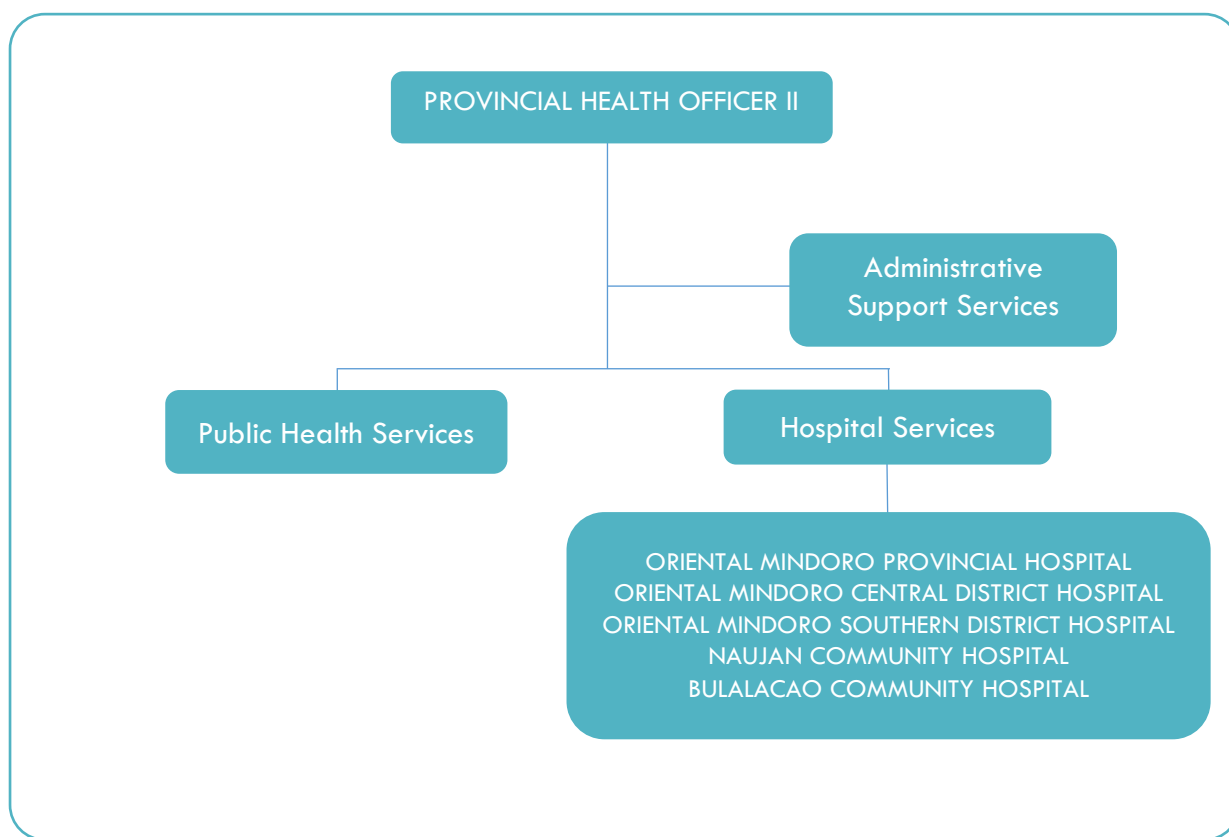 PROVINCIAL HEALTH OFFICER II
Administrative
Support Services
Public Health Services
Hospital Services
ORIENTAL MINDORO PROVINCIAL HOSPITAL
ORIENTAL MINDORO CENTRAL DISTRICT HOSPITAL
ORIENTAL MINDORO SOUTHERN DISTRICT HOSPITAL
NAUJAN COMMUNITY HOSPITAL
BULALACAO COMMUNITY HOSPITAL